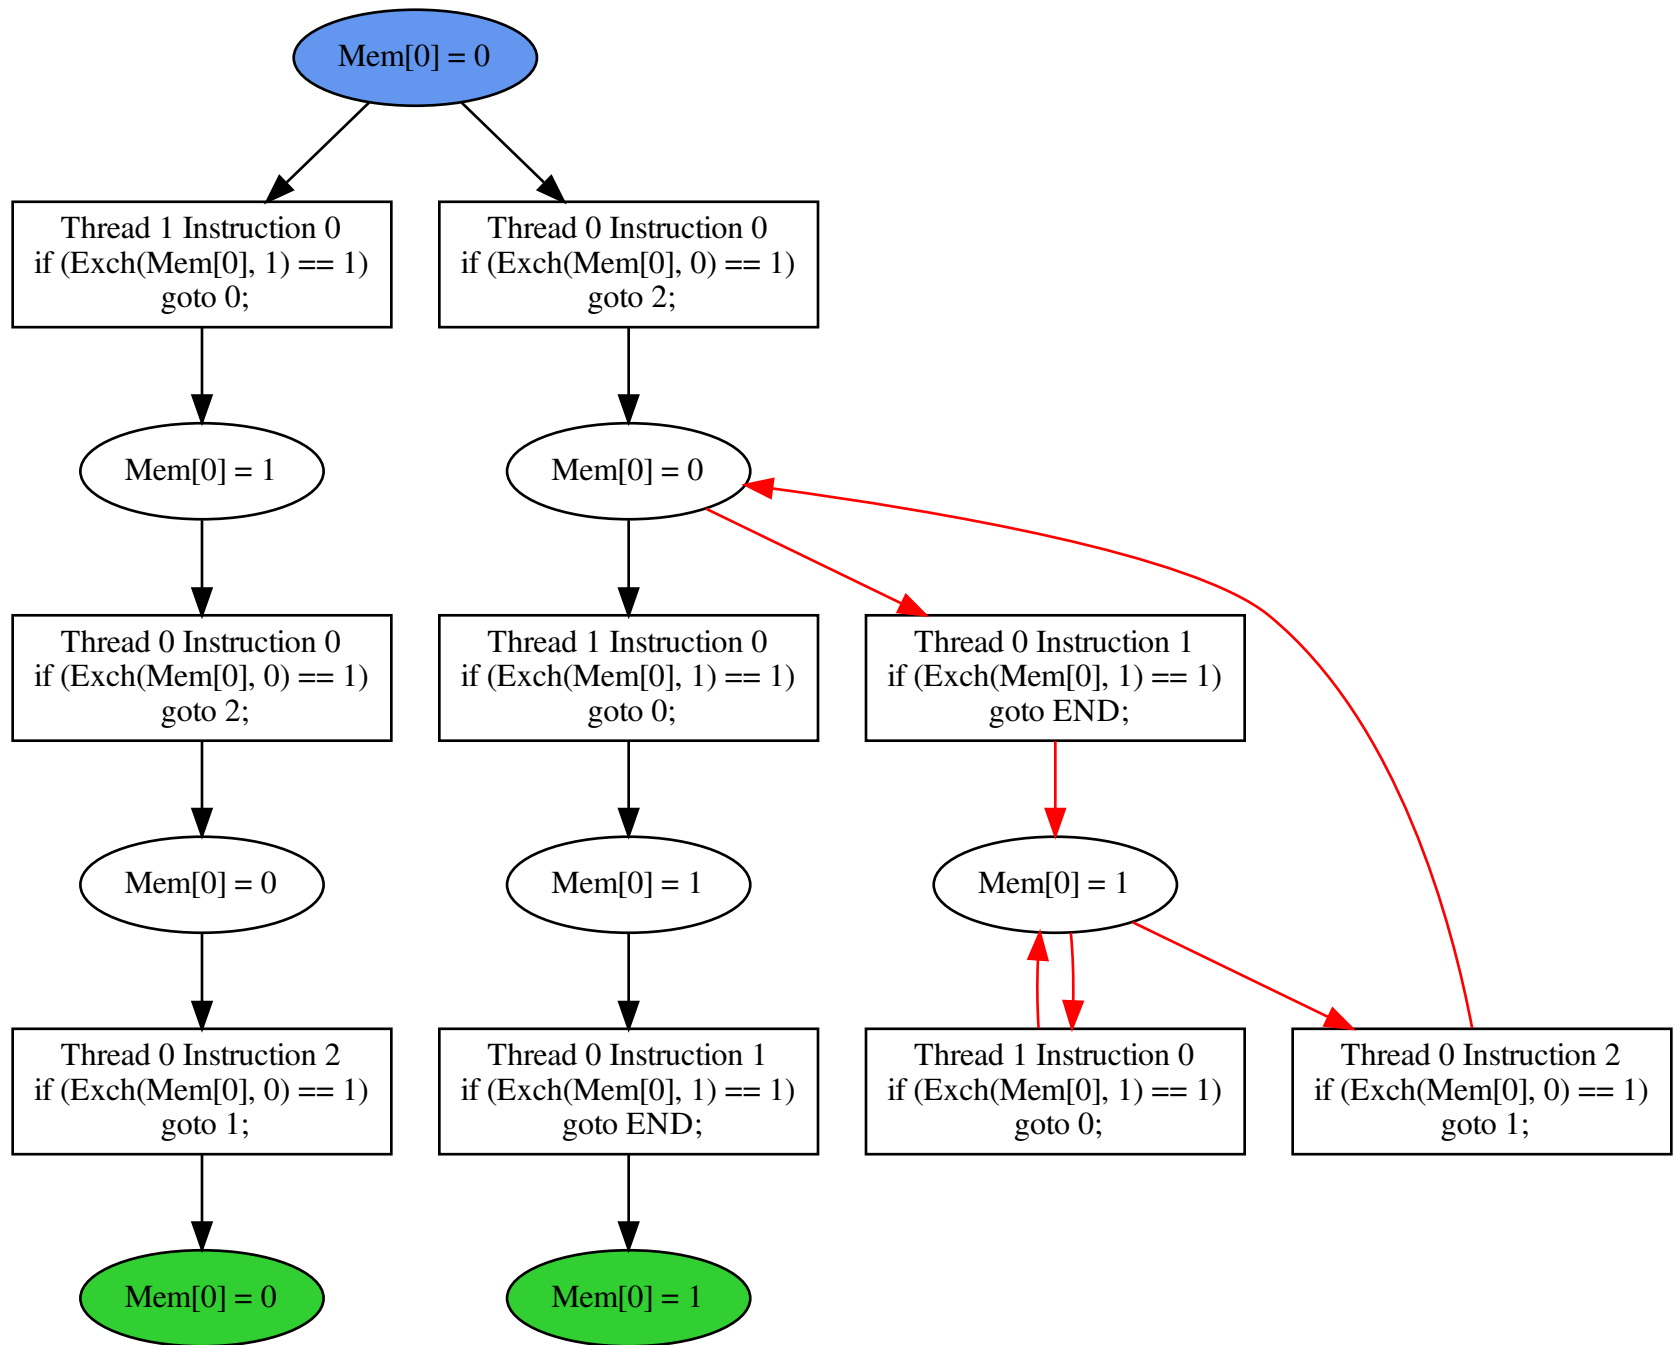 Mem[0] = 0
Thread 1 Instruction 0
if (Exch(Mem[0], 1) == 1)
goto 0;
Thread 0 Instruction 0
if (Exch(Mem[0], 0) == 1)
goto 2;
Mem[0] = 1
Mem[0] = 0
Thread 0 Instruction 0
if (Exch(Mem[0], 0) == 1)
goto 2;
Thread 1 Instruction 0
if (Exch(Mem[0], 1) == 1)
goto 0;
Thread 0 Instruction 1
if (Exch(Mem[0], 1) == 1)
goto END;
Mem[0] = 0
Mem[0] = 1
Mem[0] = 1
Thread 0 Instruction 2
if (Exch(Mem[0], 0) == 1)
goto 1;
Thread 0 Instruction 1
if (Exch(Mem[0], 1) == 1)
goto END;
Thread 1 Instruction 0
if (Exch(Mem[0], 1) == 1)
goto 0;
Thread 0 Instruction 2
if (Exch(Mem[0], 0) == 1)
goto 1;
Mem[0] = 0
Mem[0] = 1